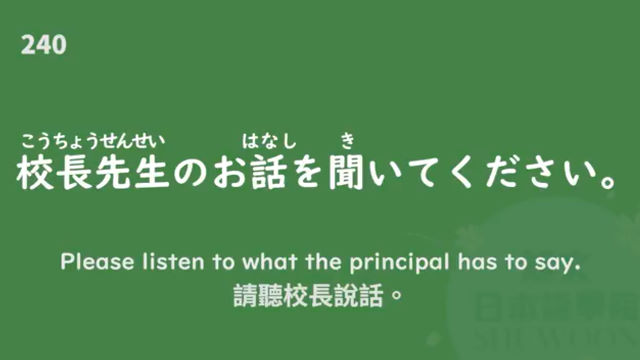 240
こうちょうせんせい はなし き
校長先生のお話を聞いてください。
Please listen to what the principal has to say.
請聽校長說話。